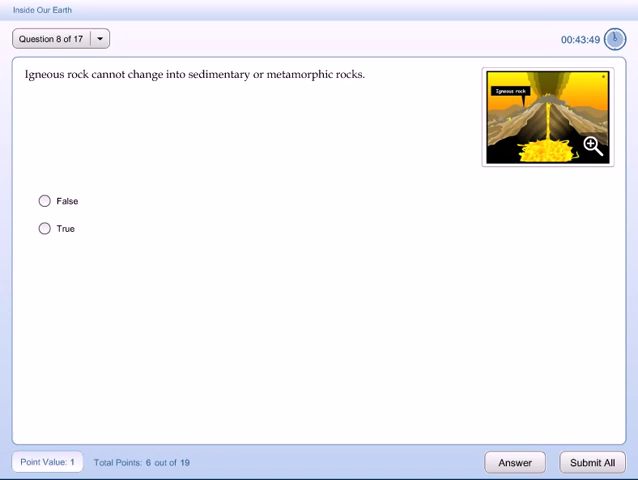 Inside Our Earth
Question 8 of 17
00:43:49
Igneous rock cannot change into sedimentary or metamorphic rocks.
Igneous rock
False
True
Point Value: 1
Total Points: 6 out of 19
Answer
Submit All